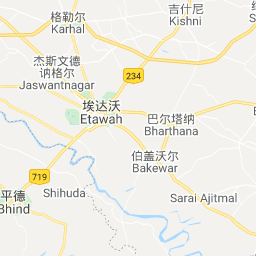 格勒尔
Karhal
吉什尼
Kishni
杰斯文德
讷格尔
Jaswantnagar
234
埃达沃
Etawah
巴尔塔纳
Bharthana
伯盖沃尔
Bakewar
719
平德
Bhind
Shihuda
Sarai Ajitmal